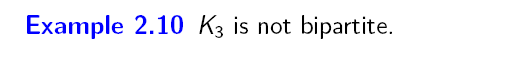 Example 2.10 K₃ is not bipartite.